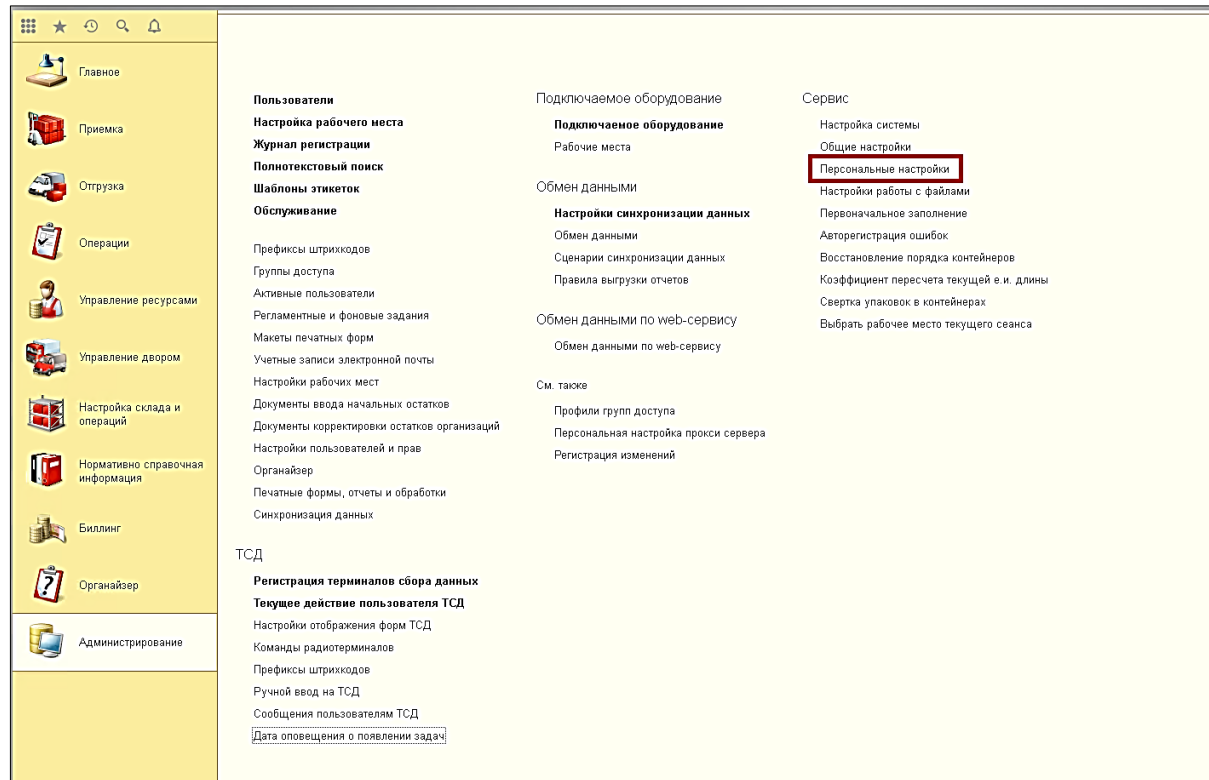 Главное
Приемка
Отгрузка
Операции
Управление ресурсами
Управление двором
Настройка склада и
операций
Нормативно справочная
информация
Биллинг
Органайзер
Администрирование
Пользователи
Настройка рабочего места
Журнал регистрации
Полнотекстовый поиск
Шаблоны этикеток
Обслуживание
Префиксы штрихкодов
Группы доступа
Активные пользователи
Регламентные и фоновые задания
Макеты печатных форм
Учетные записи электронной почты
Настройки рабочих мест
Документы ввода начальных остатков
Документы корректировки остатков организаций
Настройки пользователей и прав
Органайзер
Печатные формы, отчеты и обработки
Синхронизация данных
ТСД
Регистрация терминалов сбора данных
Текущее действие пользователя ТСД
Настройки отображения форм ТСД
Команды радиотерминалов
Префиксы штрихкодов
Ручной ввод на ТСД
Сообщения пользователям ТСД
Дата оповещения о появлении задач
Подключаемое оборудование
Подключаемое оборудование
Рабочие места
Обмен данными
Настройки синхронизации данных
Обмен данными
Сценарии синхронизации данных
Правила выгрузки отчетов
Обмен данными по web-сервису
Обмен данными по web-сервису
См. также
Профили групп доступа
Персональная настройка прокси сервера
Регистрация изменений
Сервис
Настройка системы
Общие настройки
Персональные настройки
Настройки работы с файлами
Первоначальное заполнение
Авторегистрация ошибок
Восстановление порядка контейнеров
Коэффициент пересчета текущей е.и. длины
Свертка упаковок в контейнерах
Выбрать рабочее место текущего сеанса